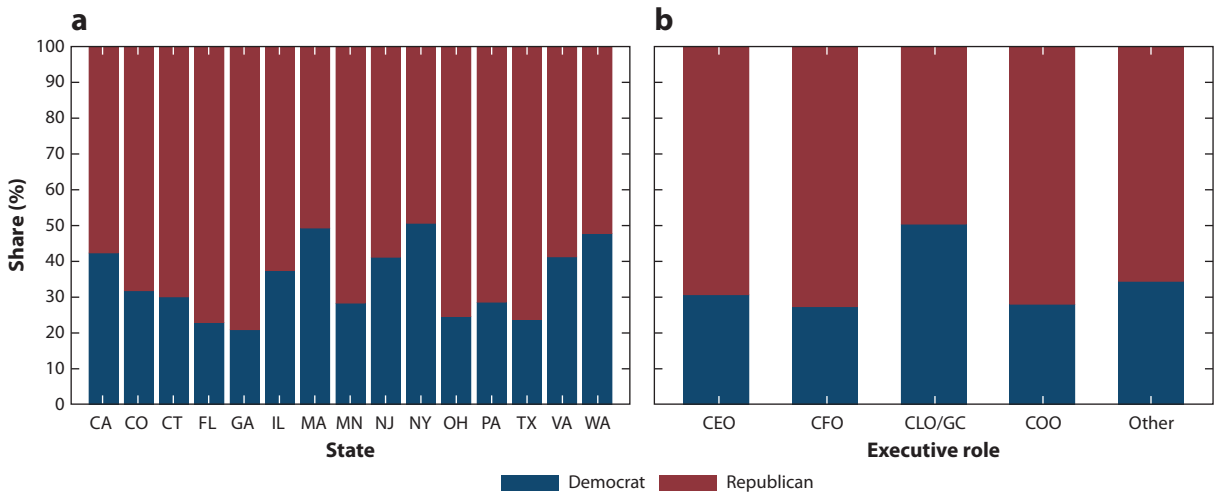 a
b
100
90
80
70
60
50
40
30
20
10
0
Share (%)
CA CO CT FL GA IL MA MN NJ NY OH PA TX VA WA
CEO CFO CLO/GC COO Other
State
Executive role
Democrat Republican